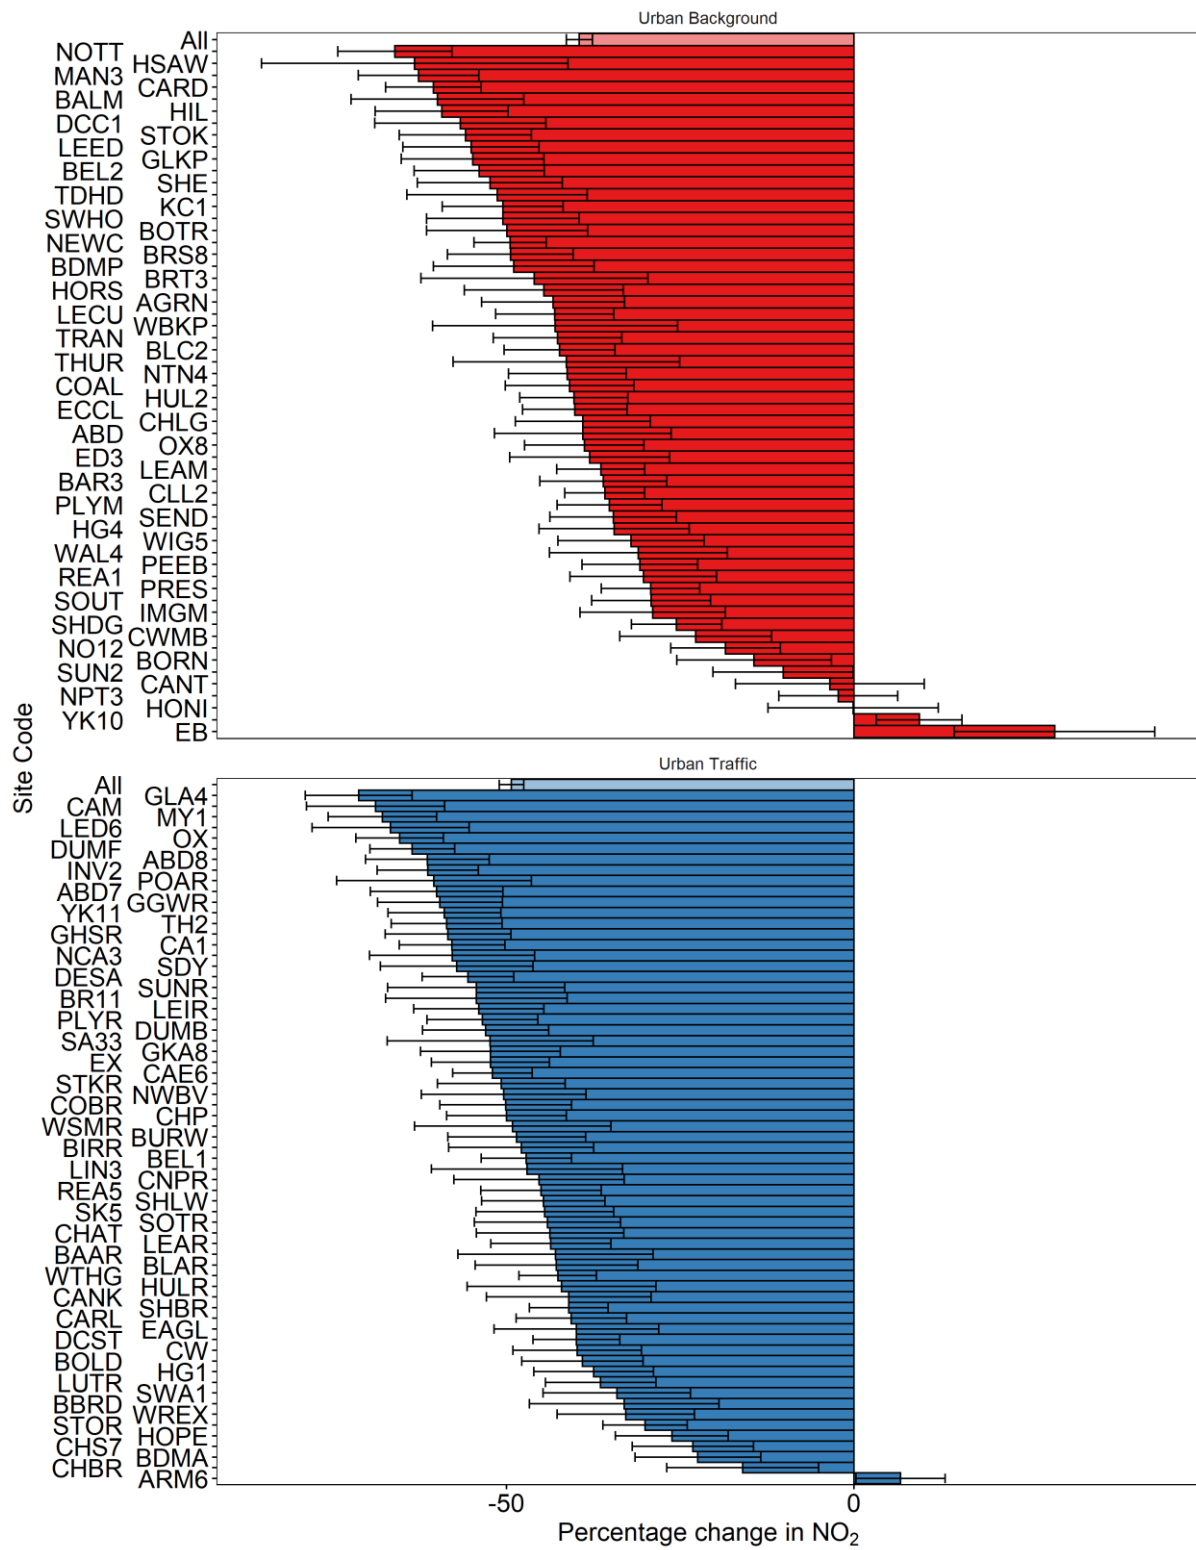 Urban Background
All
NOTT
HSAW
MAN3
CARD
BALM
HIL
DCC1
STOK
LEED
GLKP
BEL2
SHE
TDHD
KC1
SWHO
BOTR
NEWC
BRS8
BDMP
BRT3
HORS
AGRN
LECU
WBKP
TRAN
BLC2
THUR
NTN4
COAL
HUL2
ECCL
CHLG
ABD
OX8
ED3
LEAM
BAR3
CLL2
PLYM
SEND
HG4
WIG5
WAL4
PEEB
REA1
PRES
SOUT
IMGM
SHDG
CWMB
NO12
BORN
SUN2
CANT
NPT3
HONI
YK10
EB
Site Code
Urban Traffic
All
GLA4
CAM
MY1
LED6
OX
DUMF
ABD8
INV2
POAR
ABD7
GGWR
YK11
TH2
GHSR
CA1
NCA3
SDY
DESA
SUNR
BR11
LEIR
PLYR
DUMB
SA33
GKA8
EX
CAE6
STKR
NWBV
COBR
CHP
WSMR
BURW
BIRR
BEL1
LIN3
CNPR
REA5
SHLW
SK5
SOTR
CHAT
LEAR
BAAR
BLAR
WTHG
HULR
CANK
SHBR
CARL
EAGL
DCST
CW
BOLD
HG1
LUTR
SWA1
BBRD
WREX
STOR
HOPE
CHS7
BDMA
CHBR
ARM6
-50 0
Percentage change in NO₂